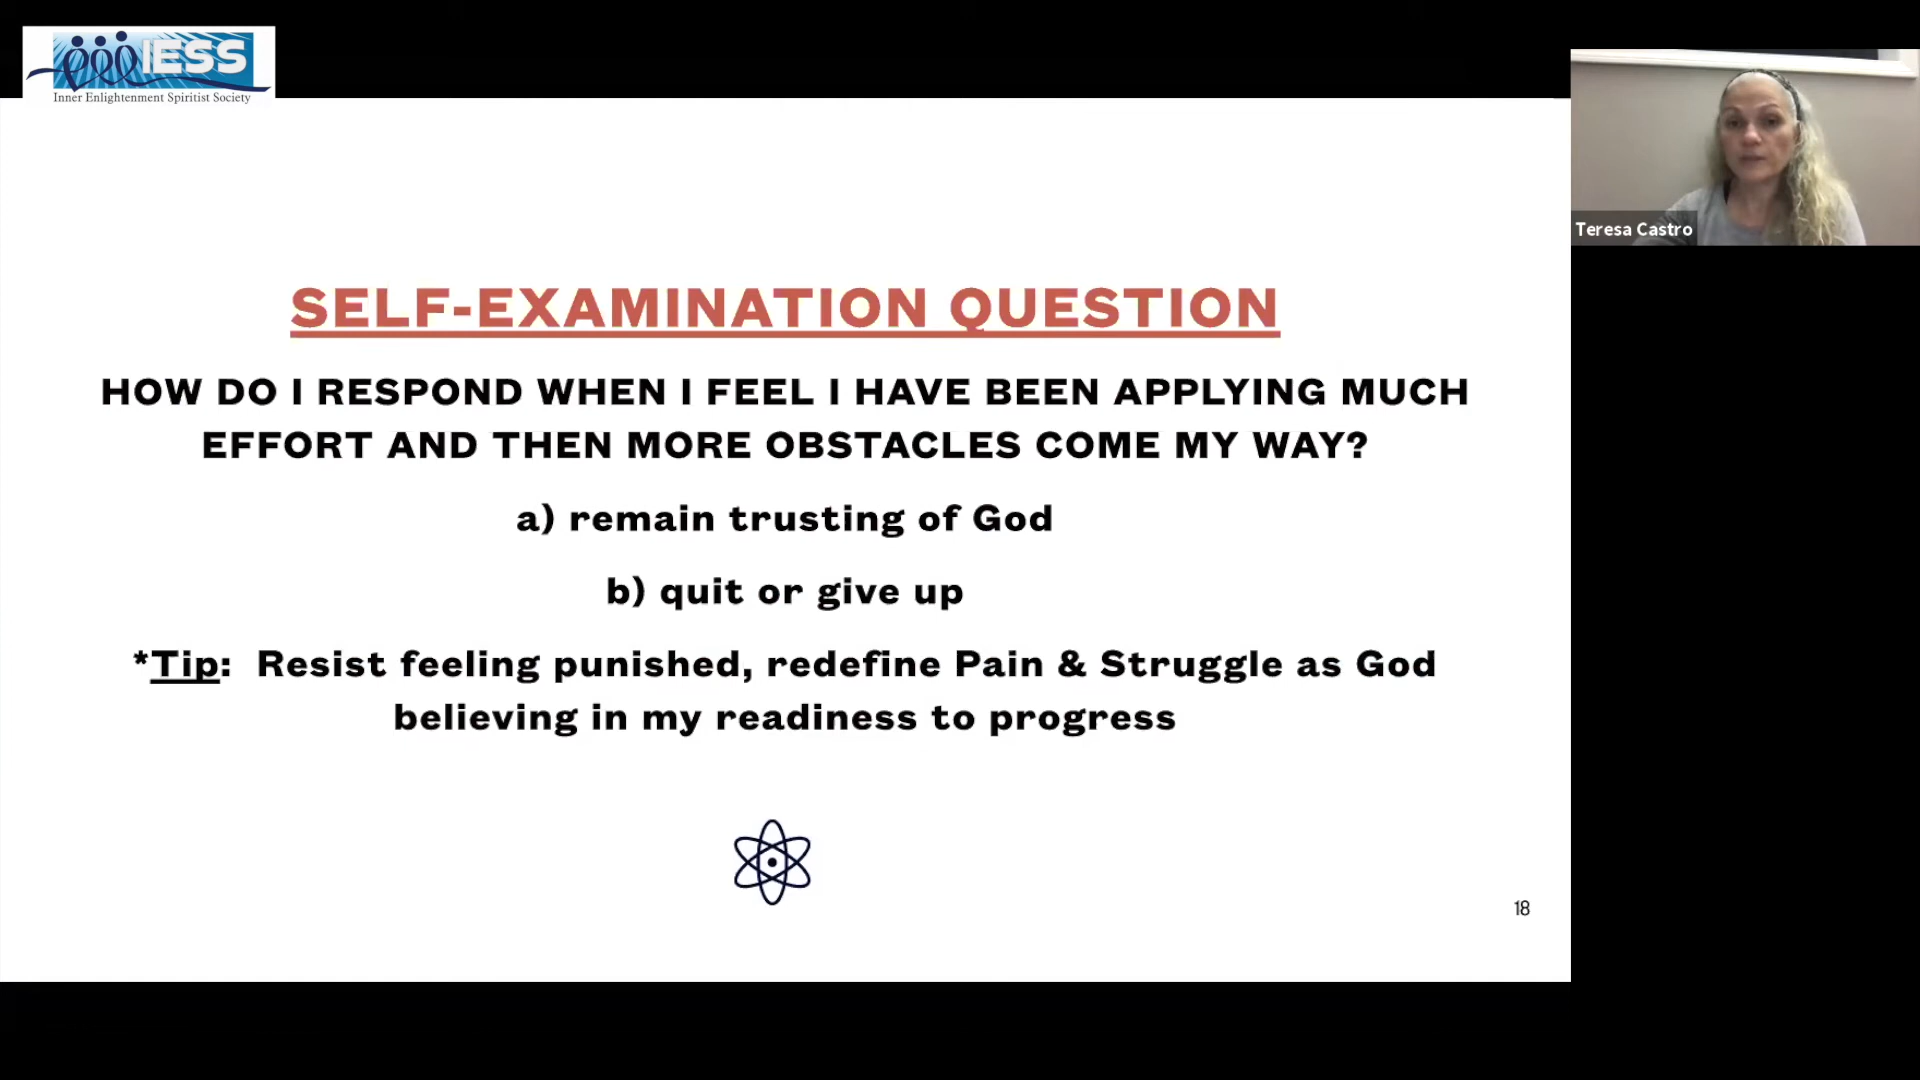 IESS
Inner Enlightenment Spiritist Society
Teresa Castro
SELF-EXAMINATION QUESTION
HOW DO I RESPOND WHEN I FEEL I HAVE BEEN APPLYING MUCH
EFFORT AND THEN MORE OBSTACLES COME MY WAY?
a) remain trusting of God
b) quit or give up
*Tip:  Resist feeling punished, redefine Pain & Struggle as God
believing in my readiness to progress
18